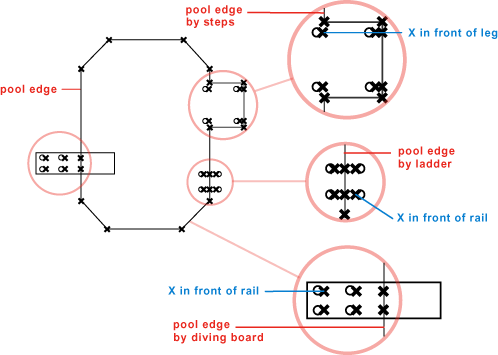 pool edge
by steps
X in front of leg
pool edge
pool edge
by ladder
X in front of rail
X in front of rail
pool edge
by diving board